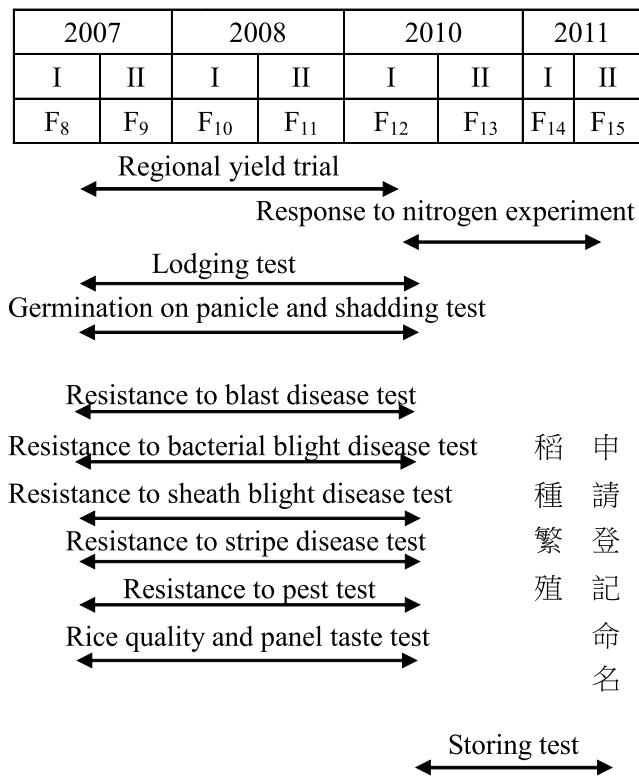 2007 2008 2010 2011
I II I II I II I II
F₈ F₉ F₁₀ F₁₁ F₁₂ F₁₃ F₁₄ F₁₅
Regional yield trial
Response to nitrogen experiment
Lodging test
Germination on panicle and shadding test
Resistance to blast disease test
Resistance to bacterial blight disease test
Resistance to sheath blight disease test
Resistance to stripe disease test
Resistance to pest test
Rice quality and panel taste test
稻種繁殖
申請登記命名
Storing test